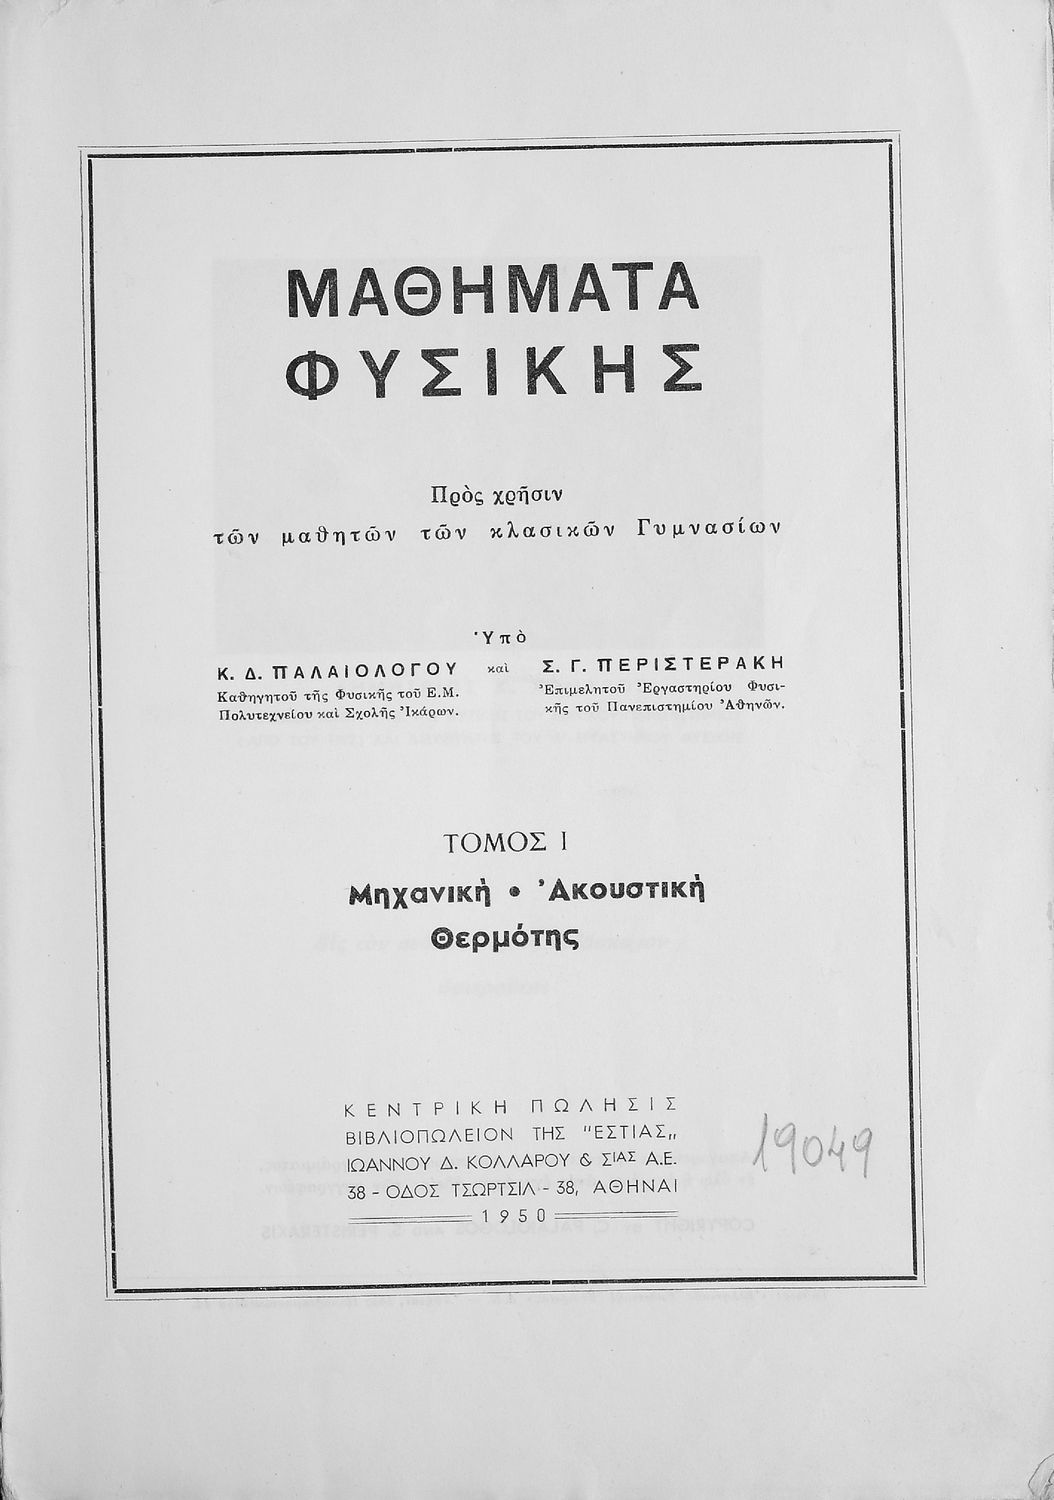 ΜΑΘΗΜΑΤΑ
ΦΥΣΙΚΗΣ
Πρὸς χρῆσιν
τῶν μαθητῶν τῶν κλασικῶν Γυμνασίων
Ὑπὸ
Κ. Δ. ΠΑΛΑΙΟΛΟΓΟΥ καὶ Σ. Γ. ΠΕΡΙΣΤΕΡΑΚΗ
Καθηγητοῦ τῆς Φυσικῆς τοῦ Ε.Μ.
Πολυτεχνείου καὶ Σχολῆς Ἰκάρων.
Ἐπιμελητοῦ Ἐργαστηρίου Φυσι-
κῆς τοῦ Πανεπιστημίου Ἀθηνῶν.
ΤΟΜΟΣ Ι
Μηχανικὴ • Ἀκουστικὴ
Θερμότης
ΚΕΝΤΡΙΚΗ ΠΩΛΗΣΙΣ
ΒΙΒΛΙΟΠΩΛΕΙΟΝ ΤΗΣ "ΕΣΤΙΑΣ„
ΙΩΑΝΝΟΥ Δ. ΚΟΛΛΑΡΟΥ & ΣΙΑΣ Α.Ε.
38 - ΟΔΟΣ ΤΣΩΡΤΣΙΛ - 38, ΑΘΗΝΑΙ
1950
19049